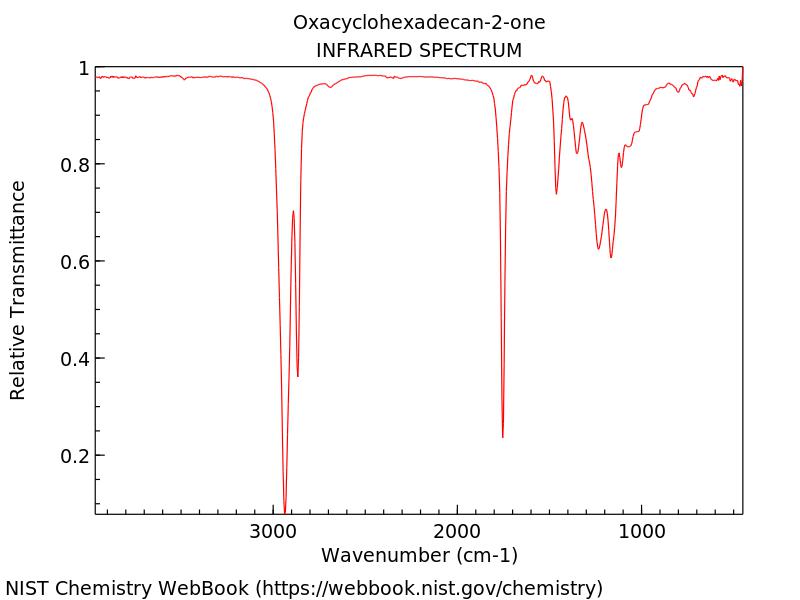 Oxacyclohexadecan-2-one
INFRARED SPECTRUM
1
0.8
0.6
0.4
0.2
Relative Transmittance
3000 2000 1000
Wavenumber (cm-1)
NIST Chemistry WebBook (https://webbook.nist.gov/chemistry)